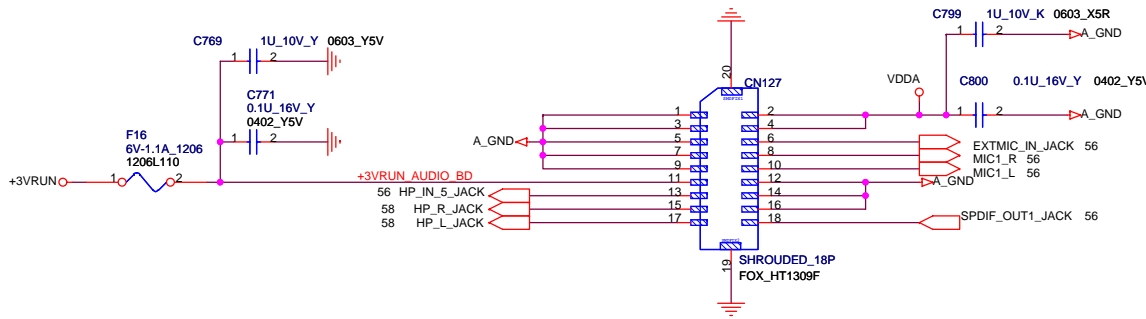 C799 1U_10V_K 0603_X5R
1 2 A_GND
C769 1U_10V_Y 0603_Y5V
1 2
20
CN127
GNDFIX1
VDDA
C800 0.1U_16V_Y 0402_Y5V
1 2 A_GND
C771
0.1U_16V_Y
0402_Y5V
1 2
F16
6V-1.1A_1206
1206L110
+3VRUN 1 2
A_GND
1 2
3 4
5 6 EXTMIC_IN_JACK 56
7 8 MIC1_R 56
9 10 MIC1_L 56
+3VRUN_AUDIO_BD 11 12 A_GND
56 HP_IN_5_JACK 13 14
58 HP_R_JACK 15 16
58 HP_L_JACK 17 18 SPDIF_OUT1_JACK 56
19
SHROUDED_18P
FOX_HT1309F